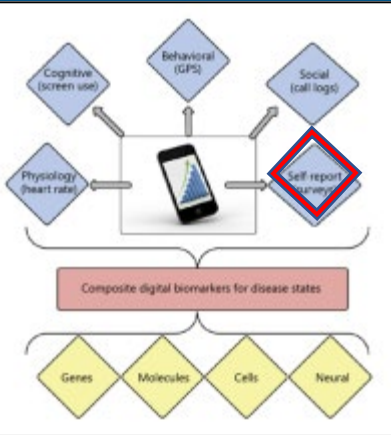 Behavioral
(GPS)
Cognitive
(screen use)
Social
(call logs)
Physiology
(heart rate)
Self-report
(surveys)
Composite digital biomarkers for disease states
Genes
Molecules
Cells
Neural